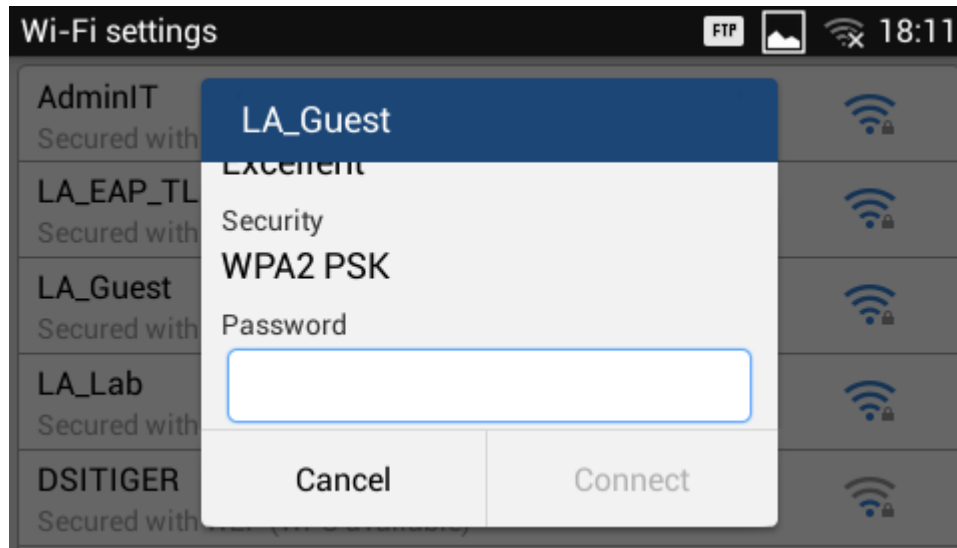 Wi-Fi settings FTP 18:11
AdminIT
Secured with
LA_EAP_TL
Secured with
LA_Guest
Secured with
LA_Lab
Secured with
DSITIGER
Secured with
LA_Guest
Excellent
Security
WPA2 PSK
Password
Cancel Connect